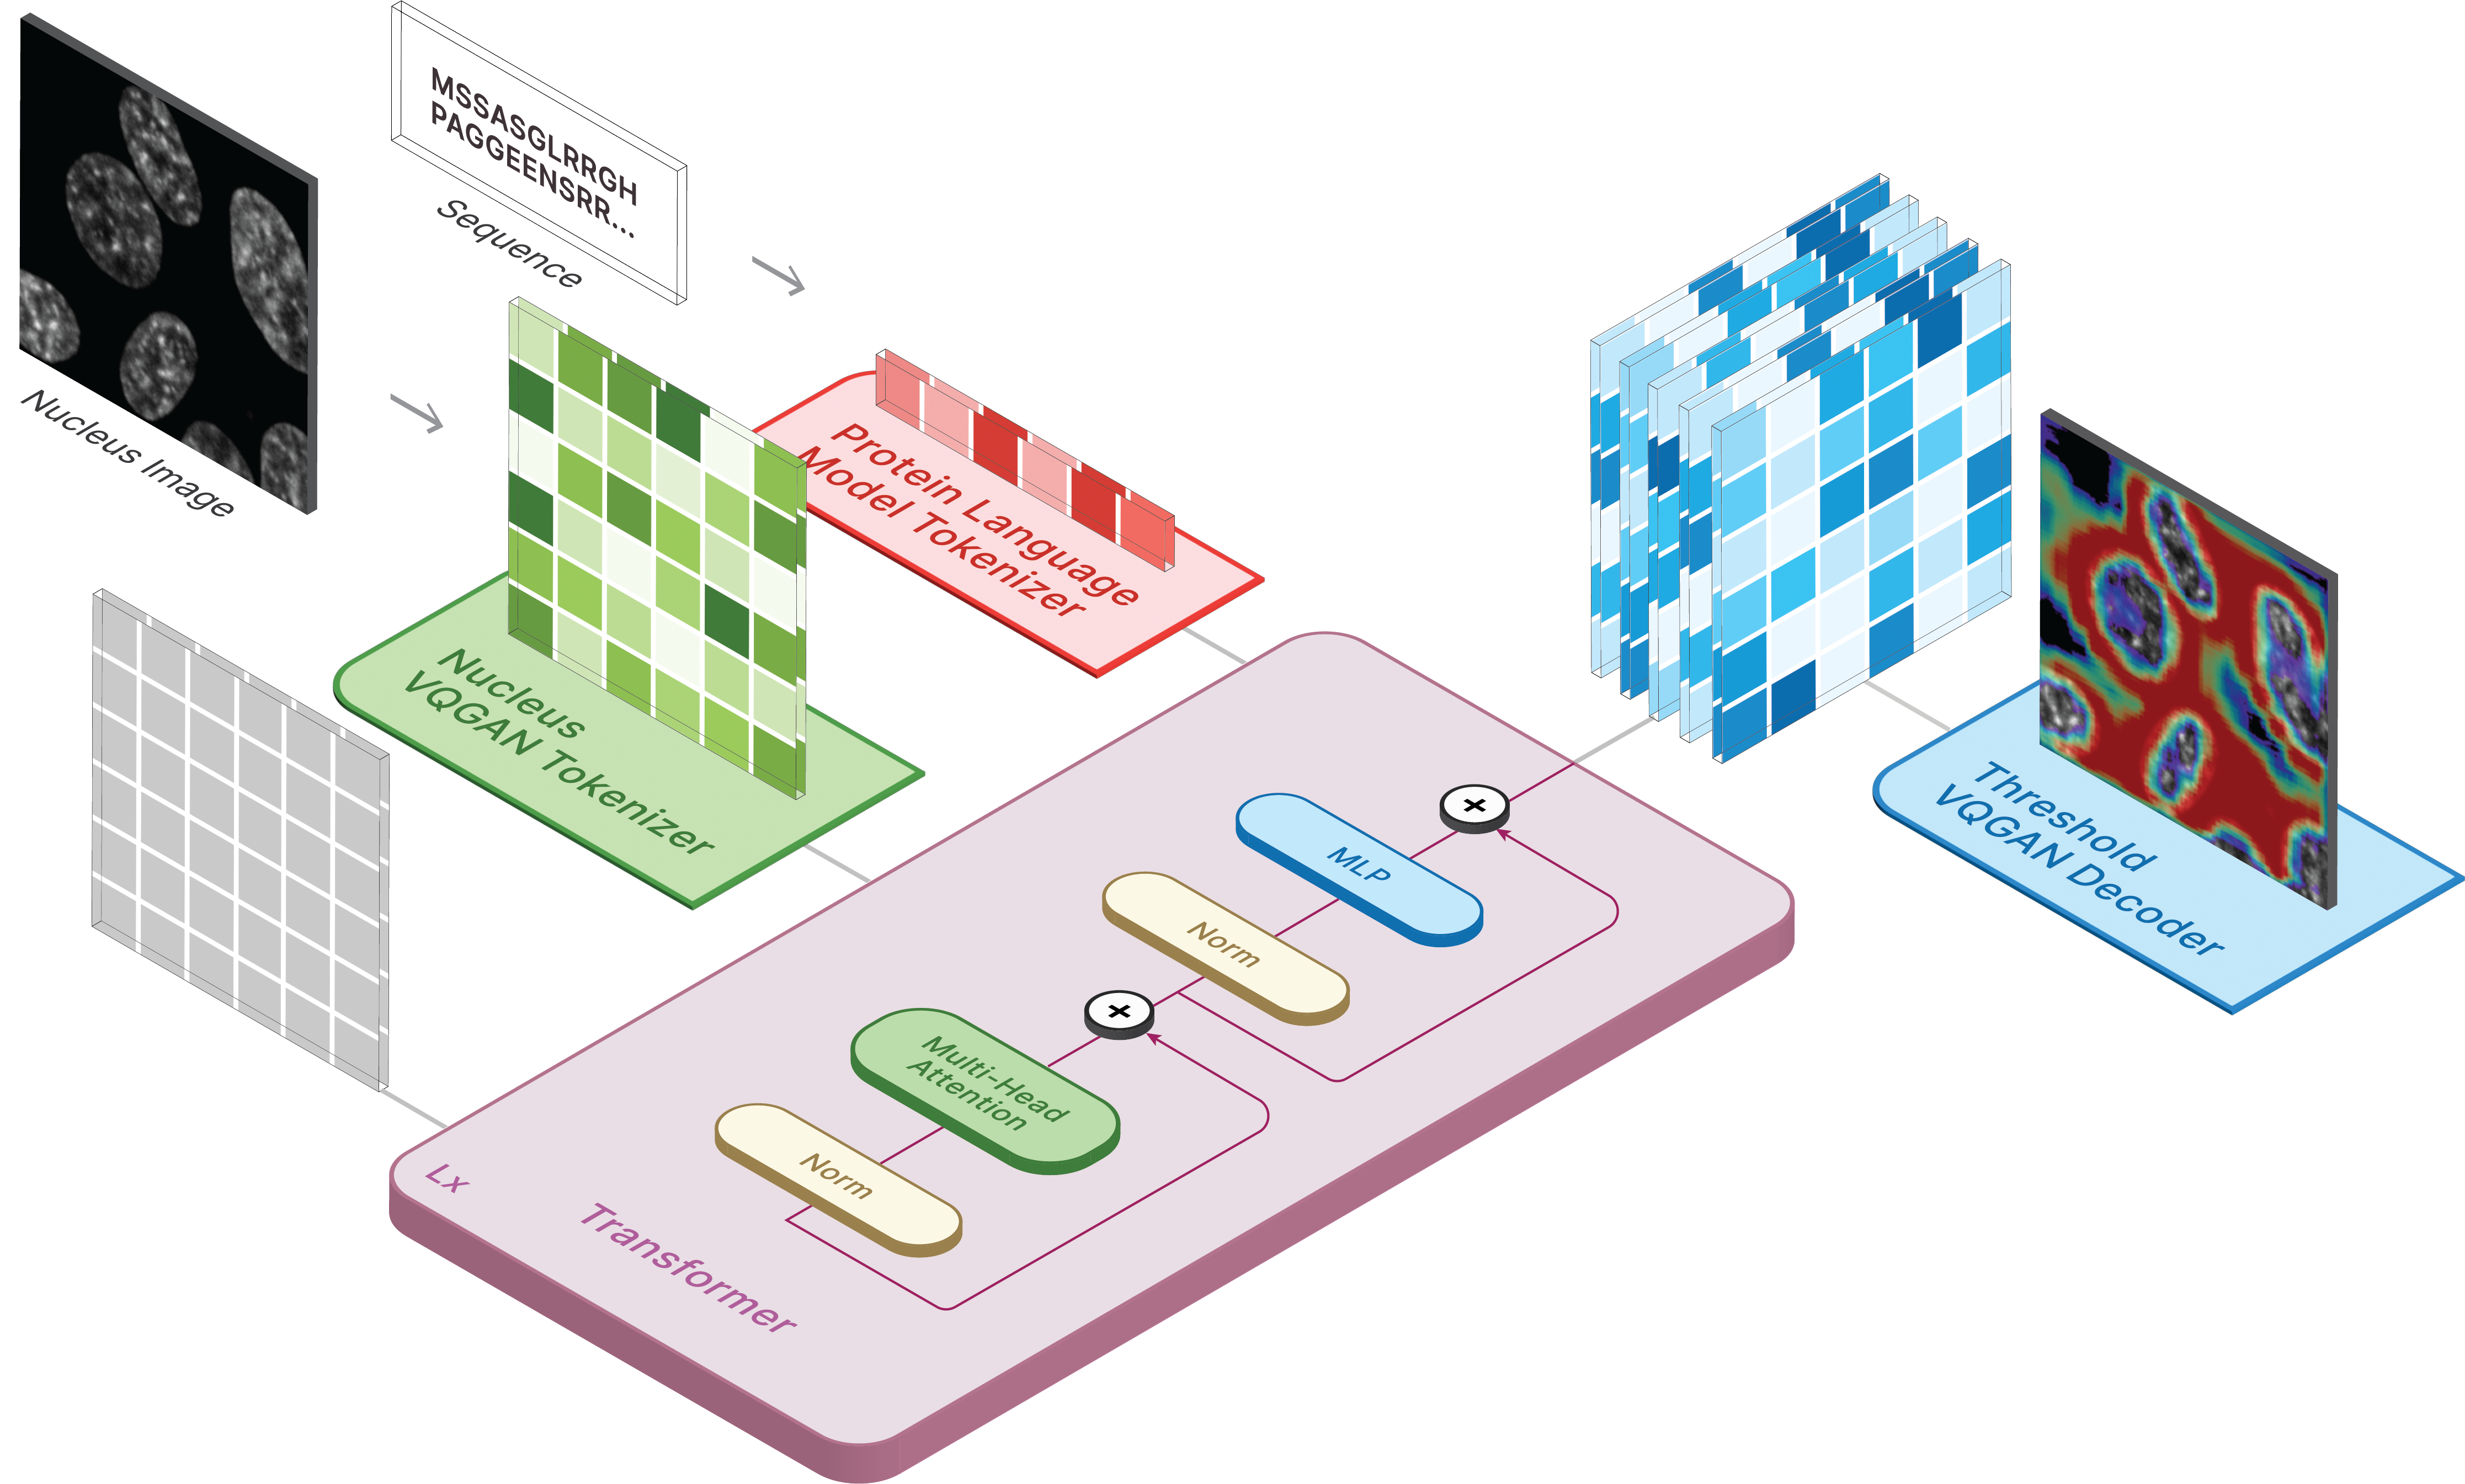 MSSASGLRRGH
PAGGEENSRR...
Sequence
Nucleus Image
Protein Language
Model Tokenizer
Nucleus
VQGAN Tokenizer
Threshold
VQGAN Decoder
MLP
Norm
Multi-Head
Attention
Norm
Lx
Transformer